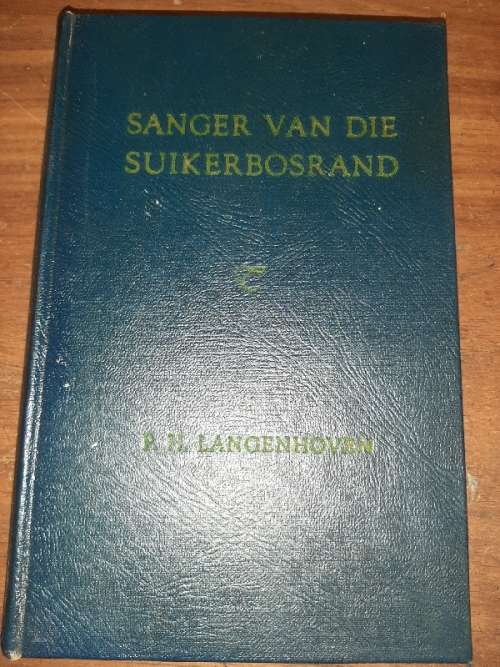 SANGER VAN DIE
SUIKERBOSRAND
P. H. LANGENHOVEN